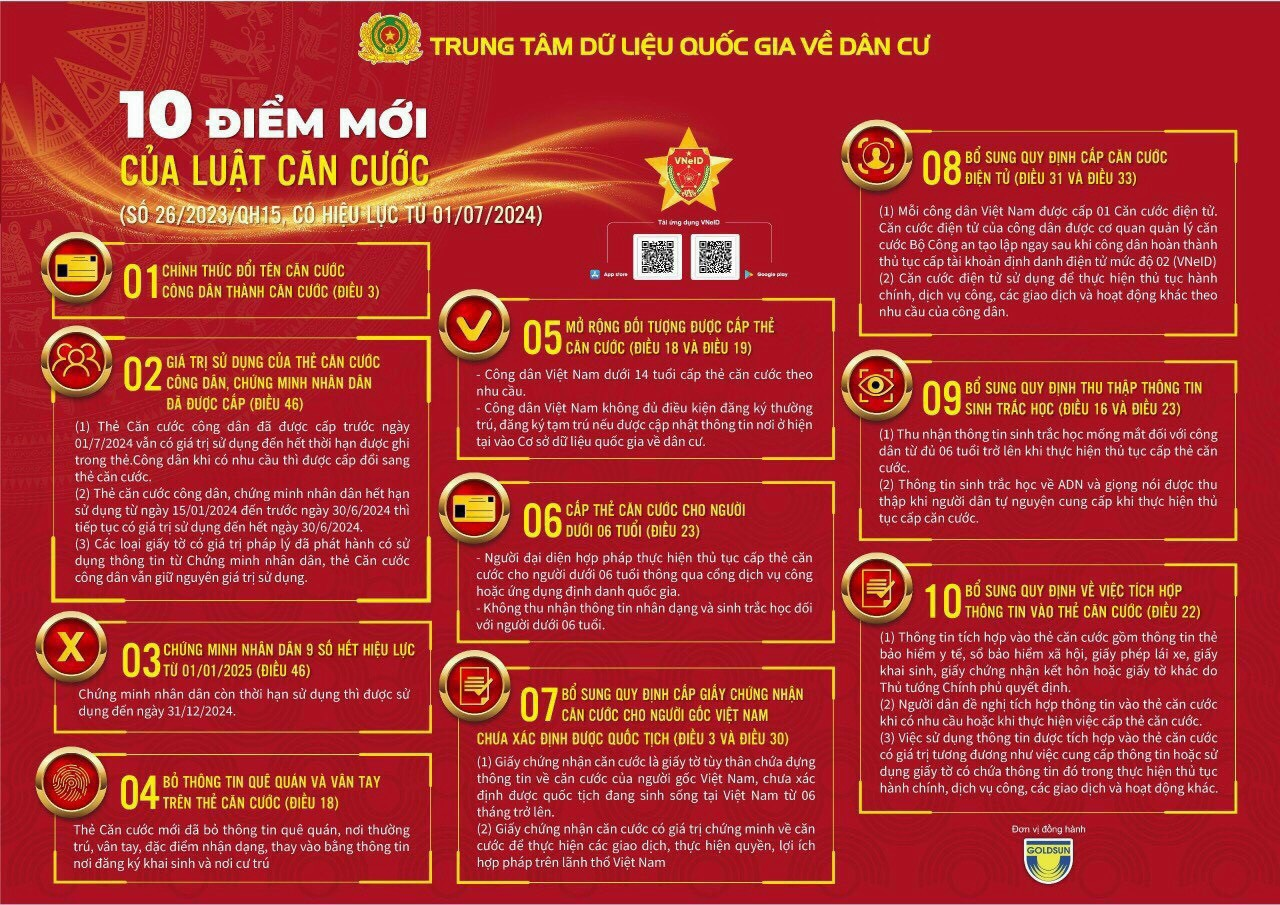 TRUNG TÂM DỮ LIỆU QUỐC GIA VỀ DÂN CƯ
10 ĐIỂM MỚI
CỦA LUẬT CĂN CƯỚC
(SỐ 26/2023/QH15, CÓ HIỆU LỰC TỪ 01/07/2024)
VNeID
Tải ứng dụng VNeID
App store
Google play
01 CHÍNH THỨC ĐỔI TÊN CĂN CƯỚC
CÔNG DÂN THÀNH CĂN CƯỚC (ĐIỀU 3)
02 GIÁ TRỊ SỬ DỤNG CỦA THẺ CĂN CƯỚC
CÔNG DÂN, CHỨNG MINH NHÂN DÂN
ĐÃ ĐƯỢC CẤP (ĐIỀU 46)
(1) Thẻ Căn cước công dân đã được cấp trước ngày
01/7/2024 vẫn có giá trị sử dụng đến hết thời hạn được ghi
trong thẻ.Công dân khi có nhu cầu thì được cấp đổi sang
thẻ căn cước.
(2) Thẻ căn cước công dân, chứng minh nhân dân hết hạn
sử dụng từ ngày 15/01/2024 đến trước ngày 30/6/2024 thì
tiếp tục có giá trị sử dụng đến hết ngày 30/6/2024.
(3) Các loại giấy tờ có giá trị pháp lý đã phát hành có sử
dụng thông tin từ Chứng minh nhân dân, thẻ Căn cước
công dân vẫn giữ nguyên giá trị sử dụng.
03 CHỨNG MINH NHÂN DÂN 9 SỐ HẾT HIỆU LỰC
TỪ 01/01/2025 (ĐIỀU 46)
Chứng minh nhân dân còn thời hạn sử dụng thì được sử
dụng đến ngày 31/12/2024.
04 BỎ THÔNG TIN QUÊ QUÁN VÀ VÂN TAY
TRÊN THẺ CĂN CƯỚC (ĐIỀU 18)
Thẻ Căn cước mới đã bỏ thông tin quê quán, nơi thường
trú, vân tay, đặc điểm nhận dạng, thay vào bằng thông tin
nơi đăng ký khai sinh và nơi cư trú
05 MỞ RỘNG ĐỐI TƯỢNG ĐƯỢC CẤP THẺ
CĂN CƯỚC (ĐIỀU 18 VÀ ĐIỀU 19)
- Công dân Việt Nam dưới 14 tuổi cấp thẻ căn cước theo
nhu cầu.
- Công dân Việt Nam không đủ điều kiện đăng ký thường
trú, đăng ký tạm trú nếu được cập nhật thông tin nơi ở hiện
tại vào Cơ sở dữ liệu quốc gia về dân cư.
06 CẤP THẺ CĂN CƯỚC CHO NGƯỜI
DƯỚI 06 TUỔI (ĐIỀU 23)
- Người đại diện hợp pháp thực hiện thủ tục cấp thẻ căn
cước cho người dưới 06 tuổi thông qua cổng dịch vụ công
hoặc ứng dụng định danh quốc gia.
- Không thu nhận thông tin nhân dạng và sinh trắc học đối
với người dưới 06 tuổi.
07 BỔ SUNG QUY ĐỊNH CẤP GIẤY CHỨNG NHẬN
CĂN CƯỚC CHO NGƯỜI GỐC VIỆT NAM
CHƯA XÁC ĐỊNH ĐƯỢC QUỐC TỊCH (ĐIỀU 3 VÀ ĐIỀU 30)
(1) Giấy chứng nhận căn cước là giấy tờ tùy thân chứa đựng
thông tin về căn cước của người gốc Việt Nam, chưa xác
định được quốc tịch đang sinh sống tại Việt Nam từ 06
tháng trở lên.
(2) Giấy chứng nhận căn cước có giá trị chứng minh về căn
cước để thực hiện các giao dịch, thực hiện quyền, lợi ích
hợp pháp trên lãnh thổ Việt Nam
08 BỔ SUNG QUY ĐỊNH CẤP CĂN CƯỚC
ĐIỆN TỬ (ĐIỀU 31 VÀ ĐIỀU 33)
(1) Mỗi công dân Việt Nam được cấp 01 Căn cước điện tử.
Căn cước điện tử của công dân được cơ quan quản lý căn
cước Bộ Công an tạo lập ngay sau khi công dân hoàn thành
thủ tục cấp tài khoản định danh điện tử mức độ 02 (VNeID)
(2) Căn cước điện tử sử dụng để thực hiện thủ tục hành
chính, dịch vụ công, các giao dịch và hoạt động khác theo
nhu cầu của công dân.
09 BỔ SUNG QUY ĐỊNH THU THẬP THÔNG TIN
SINH TRẮC HỌC (ĐIỀU 16 VÀ ĐIỀU 23)
(1) Thu nhận thông tin sinh trắc học mống mắt đối với công
dân từ đủ 06 tuổi trở lên khi thực hiện thủ tục cấp thẻ căn
cước.
(2) Thông tin sinh trắc học về ADN và giọng nói được thu
thập khi người dân tự nguyện cung cấp khi thực hiện thủ
tục cấp căn cước.
10 BỔ SUNG QUY ĐỊNH VỀ VIỆC TÍCH HỢP
THÔNG TIN VÀO THẺ CĂN CƯỚC (ĐIỀU 22)
(1) Thông tin tích hợp vào thẻ căn cước gồm thông tin thẻ
bảo hiểm y tế, sổ bảo hiểm xã hội, giấy phép lái xe, giấy
khai sinh, giấy chứng nhận kết hôn hoặc giấy tờ khác do
Thủ tướng Chính phủ quyết định.
(2) Người dân đề nghị tích hợp thông tin vào thẻ căn cước
khi có nhu cầu hoặc khi thực hiện việc cấp thẻ căn cước.
(3) Việc sử dụng thông tin được tích hợp vào thẻ căn cước
có giá trị tương đương như việc cung cấp thông tin hoặc sử
dụng giấy tờ có chứa thông tin đó trong thực hiện thủ tục
hành chính, dịch vụ công, các giao dịch và hoạt động khác.
Đơn vị đồng hành
GOLDSUN